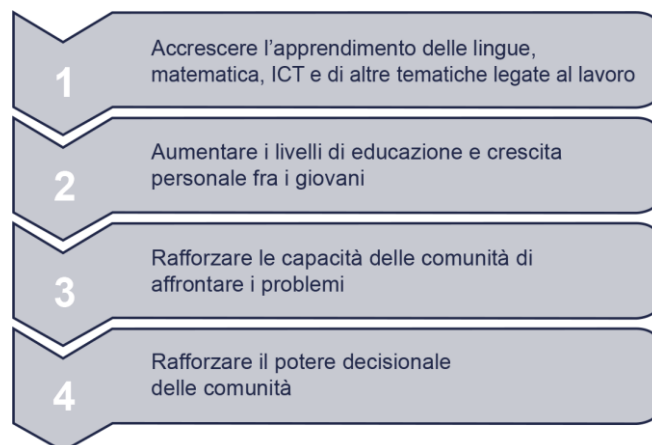 1
Accrescere l’apprendimento delle lingue,
matematica, ICT e di altre tematiche legate al lavoro
2
Aumentare i livelli di educazione e crescita
personale fra i giovani
3
Rafforzare le capacità delle comunità di
affrontare i problemi
4
Rafforzare il potere decisionale
delle comunità